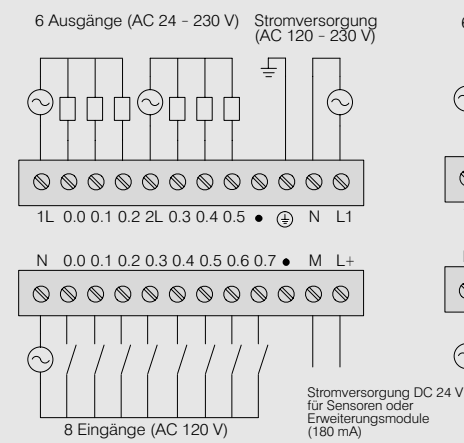 6 Ausgänge (AC 24 - 230 V)
Stromversorgung
(AC 120 - 230 V)
1L 0.0 0.1 0.2 2L 0.3 0.4 0.5 N L1
N 0.0 0.1 0.2 0.3 0.4 0.5 0.6 0.7 M L+
8 Eingänge (AC 120 V)
Stromversorgung DC 24 V
für Sensoren oder
Erweiterungsmodule
(180 mA)